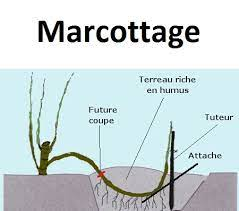 Marcottage
Terreau riche
en humus
Future
coupe
Tuteur
Attache